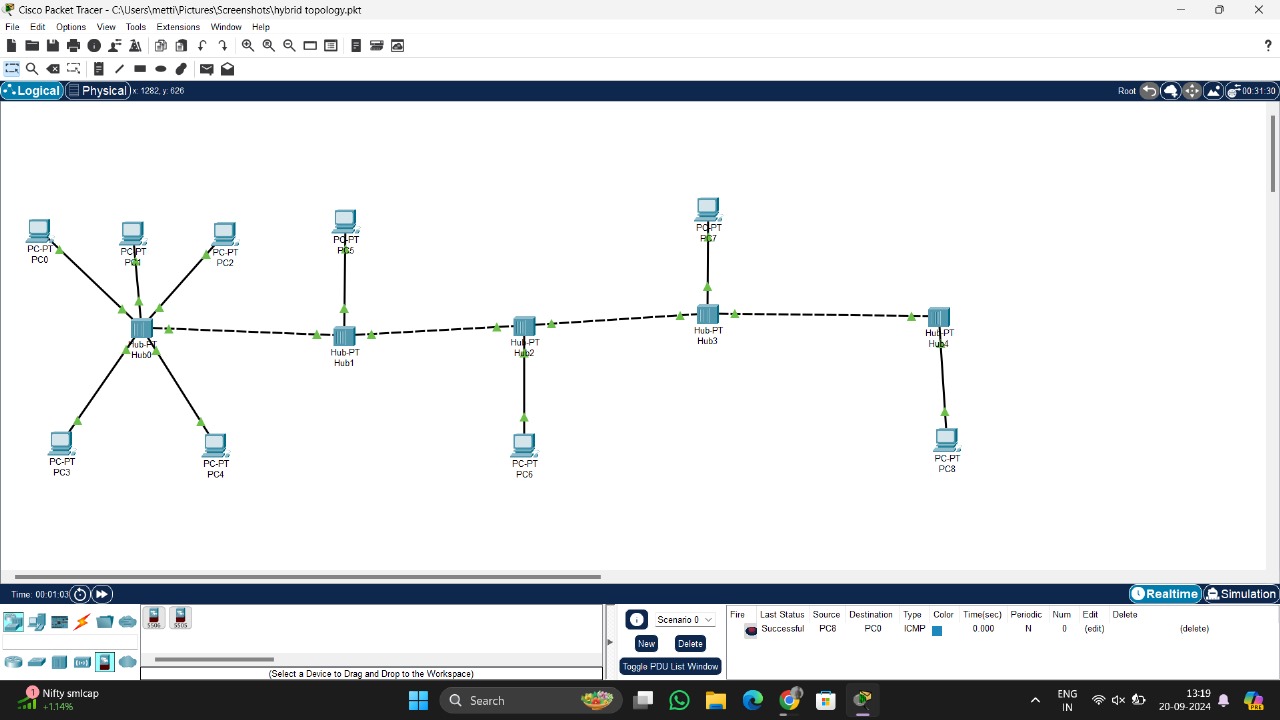 Cisco Packet Tracer - C:\Users\metti\Pictures\Screenshots\hybrid topology.pkt
File Edit Options View Tools Extensions Window Help
Logical Physical x: 1282, y: 626 Root 00:31:30
PC-PT
PC0
PC-PT
PC1
PC-PT
PC2
PC-PT
PC5
PC-PT
PC7
Hub-PT
Hub0
Hub-PT
Hub1
Hub-PT
Hub2
Hub-PT
Hub3
Hub-PT
Hub4
PC-PT
PC3
PC-PT
PC4
PC-PT
PC6
PC-PT
PC8
Time: 00:01:03 Realtime Simulation
5506 5505
(Select a Device to Drag and Drop to the Workspace)
Scenario 0
New Delete
Toggle PDU List Window
Fire Last Status Source Destination Type Color Time(sec) Periodic Num Edit Delete
Successful PC8 PC0 ICMP 0.000 N 0 (edit) (delete)
Nifty smlcap
+1.14%
1
Search
ENG
IN
13:19
20-09-2024
PRE